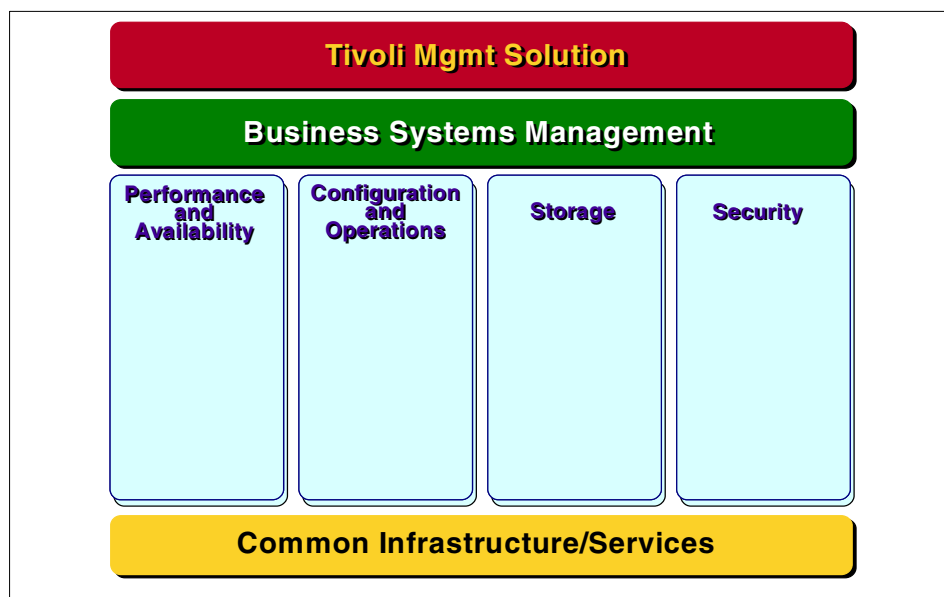 Tivoli Mgmt Solution
Business Systems Management
Performance
and
Availability
Configuration
and
Operations
Storage
Security
Common Infrastructure/Services